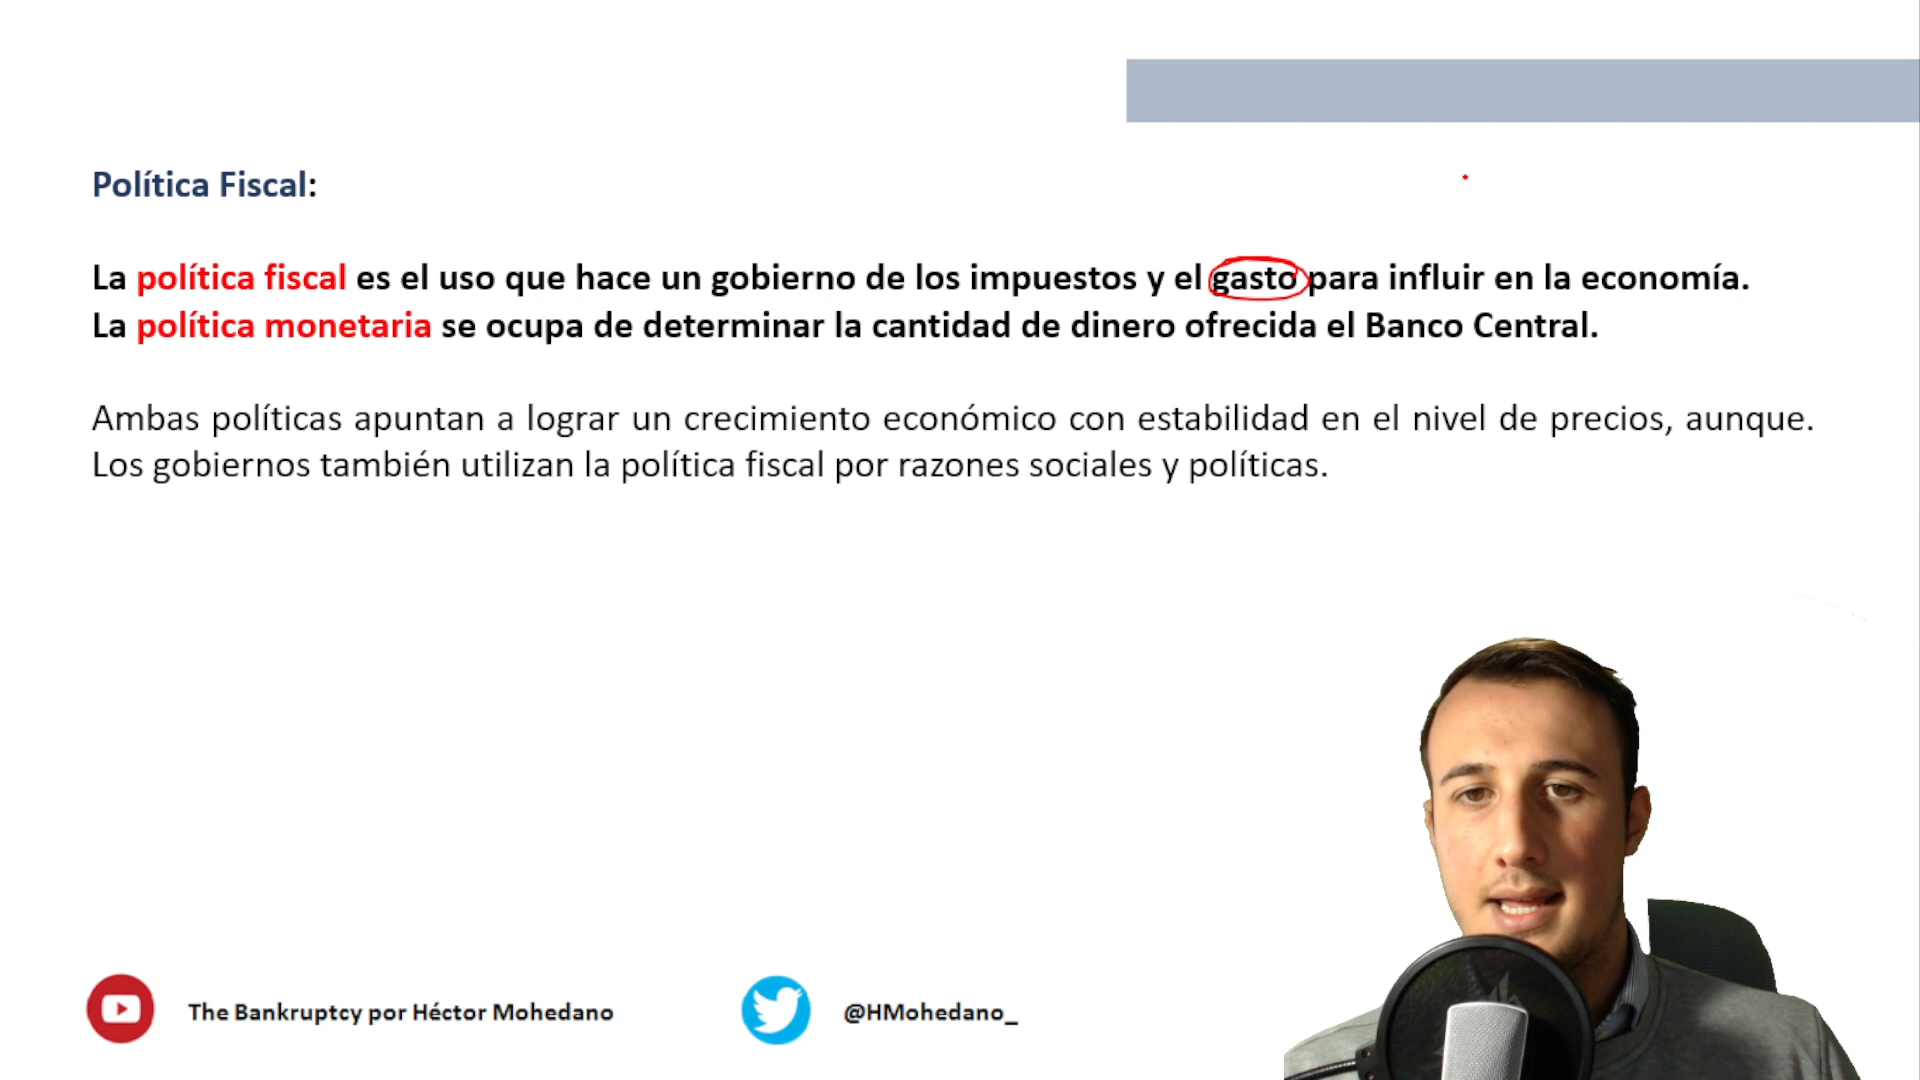 Política Fiscal:
La política fiscal es el uso que hace un gobierno de los impuestos y el gasto para influir en la economía.
La política monetaria se ocupa de determinar la cantidad de dinero ofrecida el Banco Central.
Ambas políticas apuntan a lograr un crecimiento económico con estabilidad en el nivel de precios, aunque.
Los gobiernos también utilizan la política fiscal por razones sociales y políticas.
The Bankruptcy por Héctor Mohedano
@HMohedano_